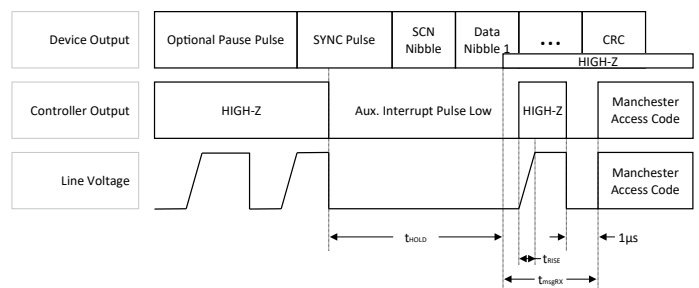 Device Output
Optional Pause Pulse
SYNC Pulse
SCN
Nibble
Data
Nibble 1
...
CRC
HIGH-Z
Controller Output
HIGH-Z
Aux. Interrupt Pulse Low
HIGH-Z
Manchester
Access Code
Line Voltage
Manchester
Access Code
tHOLD
1µs
tRISE
tmsgRX